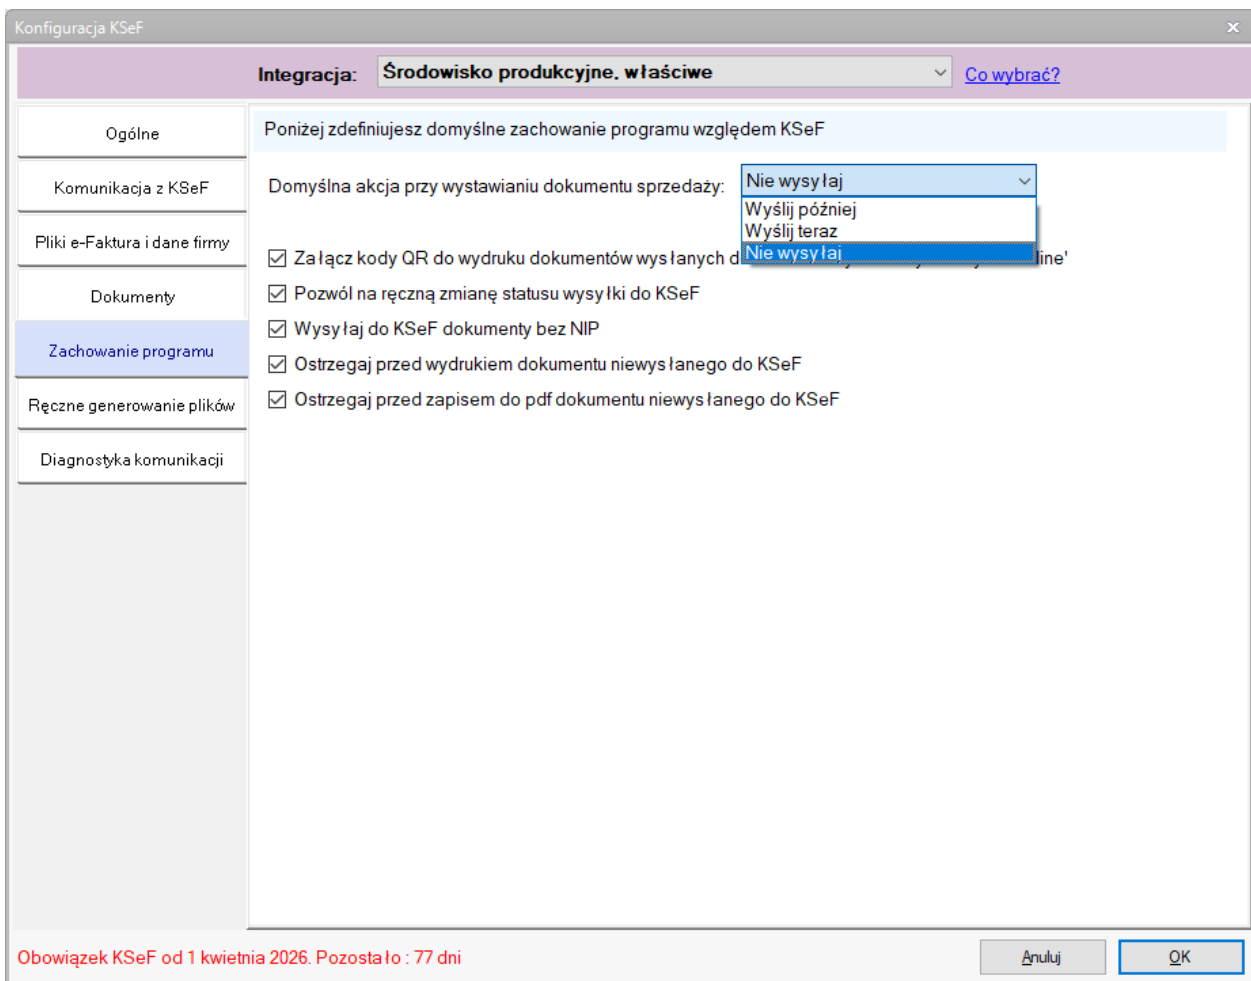 Konfiguracja KSeF
Integracja: Środowisko produkcyjne, właściwe Co wybrać?
Ogólne
Komunikacja z KSeF
Pliki e-Faktura i dane firmy
Dokumenty
Zachowanie programu
Ręczne generowanie plików
Diagnostyka komunikacji
Poniżej zdefiniujesz domyślne zachowanie programu względem KSeF
Domyślna akcja przy wystawianiu dokumentu sprzedaży: Nie wysyłaj
Wyślij później
Wyślij teraz
Nie wysyłaj
Załącz kody QR do wydruku dokumentów wysłanych
Pozwól na ręczną zmianę statusu wysyłki do KSeF
Wysyłaj do KSeF dokumenty bez NIP
Ostrzegaj przed wydrukiem dokumentu niewysłanego do KSeF
Ostrzegaj przed zapisem do pdf dokumentu niewysłanego do KSeF
Obowiązek KSeF od 1 kwietnia 2026. Pozostało : 77 dni
Anuluj OK